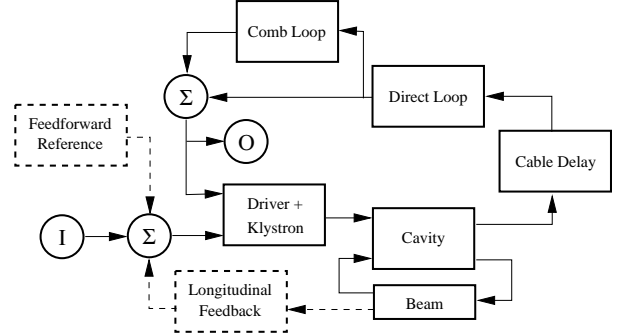 Comb Loop
Σ
Direct Loop
Feedforward
Reference
O
Cable Delay
Driver +
Klystron
I
Σ
Cavity
Longitudinal
Feedback
Beam